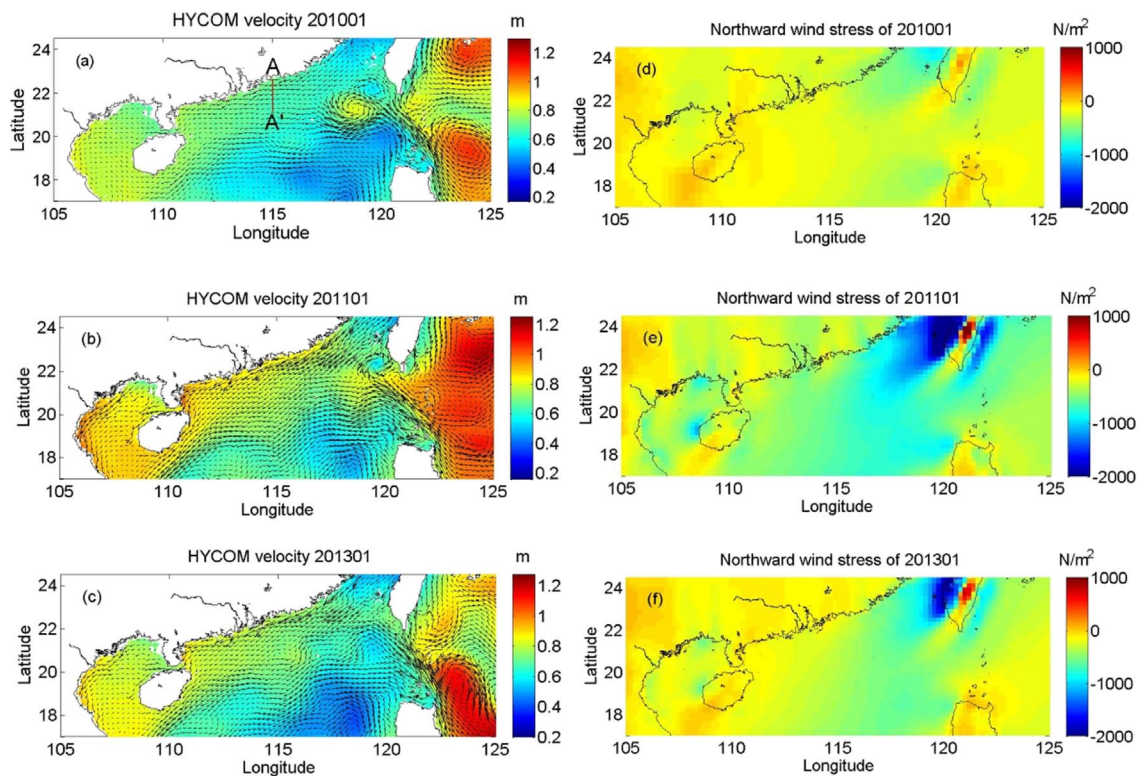 HYCOM velocity 201001
m
(a)
A
A'
24
22
20
18
Latitude
105
110
115
120
125
Longitude
1.2
1
0.8
0.6
0.4
0.2
Northward wind stress of 201001
N/m²
(d)
24
22
20
18
Latitude
105
110
115
120
125
Longitude
1000
0
-1000
-2000
HYCOM velocity 201101
m
(b)
24
22
20
18
Latitude
105
110
115
120
125
Longitude
1.2
1
0.8
0.6
0.4
0.2
Northward wind stress of 201101
N/m²
(e)
24
22
20
18
Latitude
105
110
115
120
125
Longitude
1000
0
-1000
-2000
HYCOM velocity 201301
m
(c)
24
22
20
18
Latitude
105
110
115
120
125
Longitude
1.2
1
0.8
0.6
0.4
0.2
Northward wind stress of 201301
N/m²
(f)
24
22
20
18
Latitude
105
110
115
120
125
Longitude
1000
0
-1000
-2000